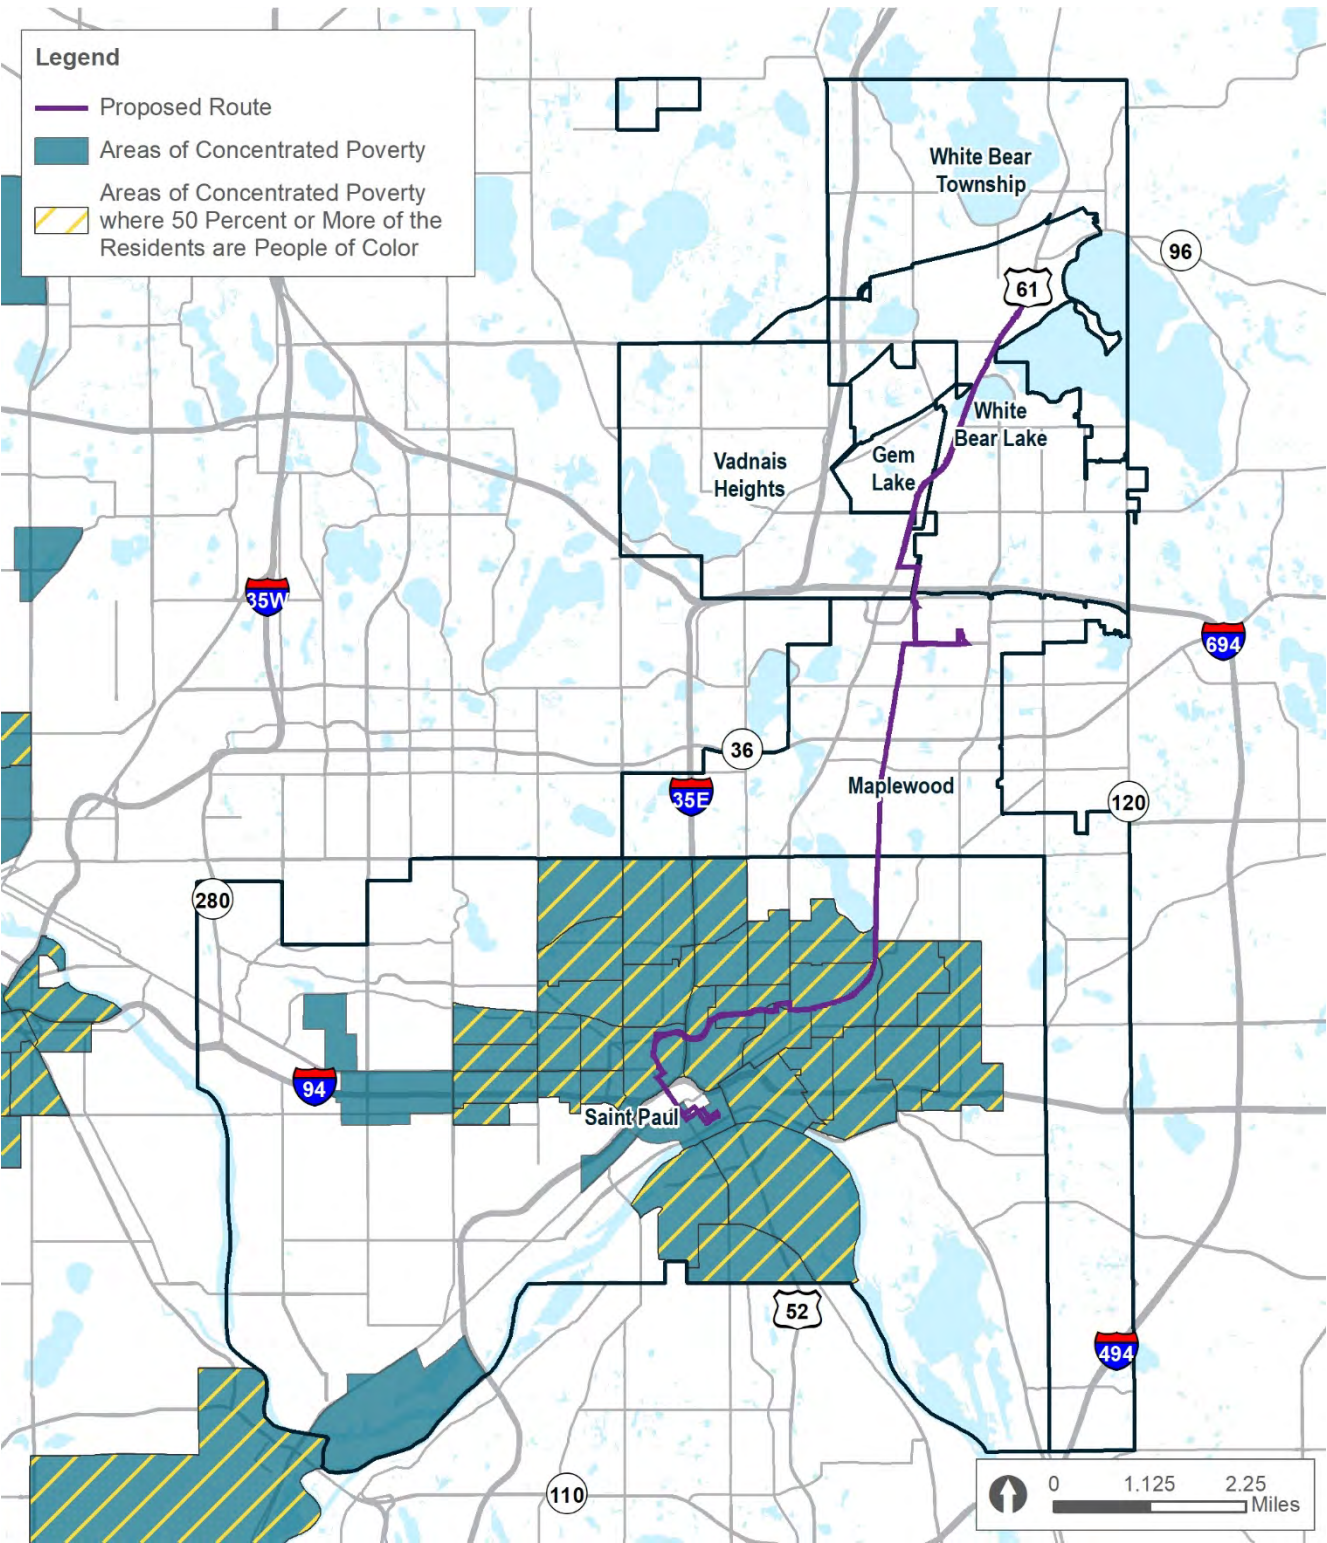 Legend
Proposed Route
Areas of Concentrated Poverty
Areas of Concentrated Poverty
where 50 Percent or More of the
Residents are People of Color
White Bear
Township
96
61
White
Bear Lake
Gem
Lake
Vadnais
Heights
35W
694
36
35E
Maplewood
120
280
94
Saint Paul
52
494
110
0 1.125 2.25
Miles